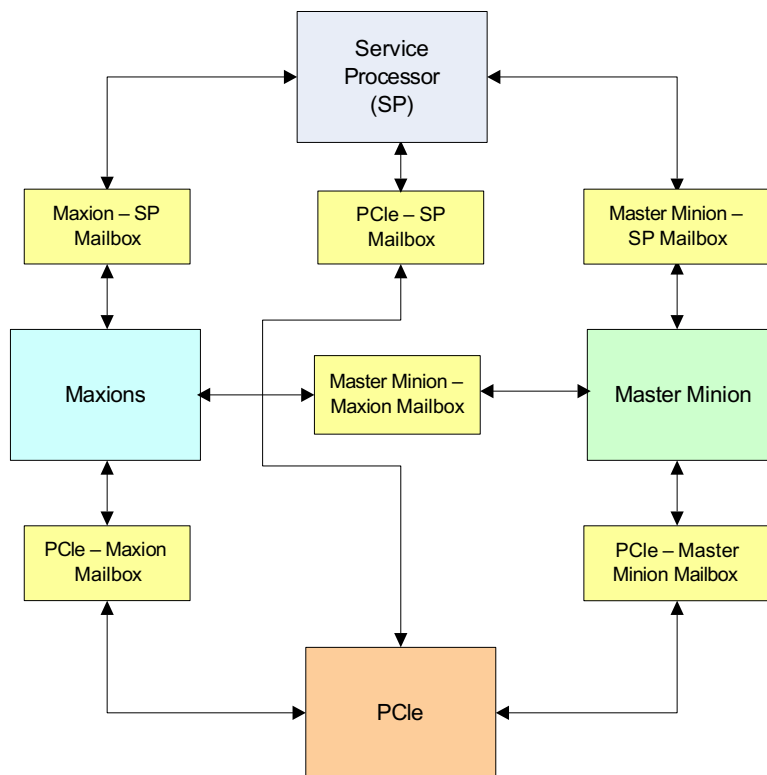 Service
Processor
(SP)
Maxion – SP
Mailbox
PCIe – SP
Mailbox
Master Minion –
SP Mailbox
Maxions
Master Minion –
Maxion Mailbox
Master Minion
PCIe – Maxion
Mailbox
PCIe – Master
Minion Mailbox
PCIe